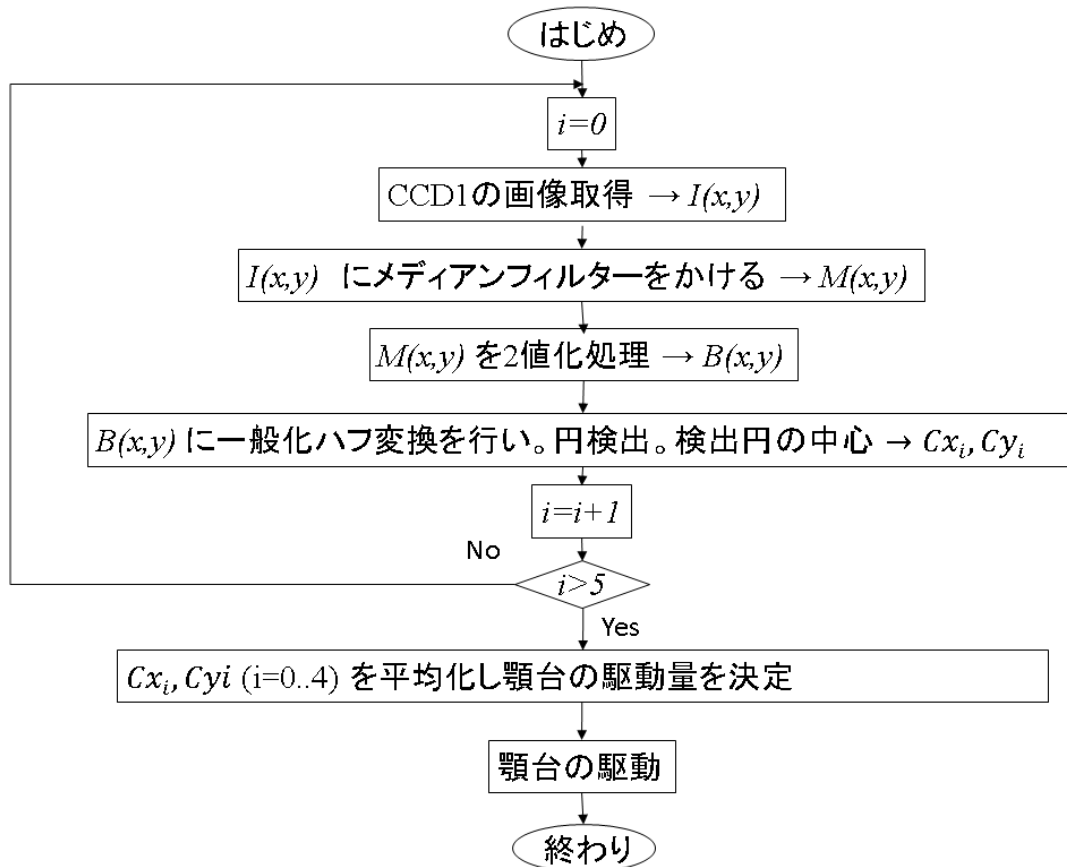 はじめ
i=0
CCD1の画像取得 → I(x,y)
I(x,y) にメディアンフィルターをかける → M(x,y)
M(x,y) を2値化処理 → B(x,y)
B(x,y) に一般化ハフ変換を行い。円検出。検出円の中心 → Cxᵢ, Cyᵢ
i=i+1
No
i>5
Yes
Cxᵢ, Cyi (i=0..4) を平均化し顎台の駆動量を決定
顎台の駆動
終わり